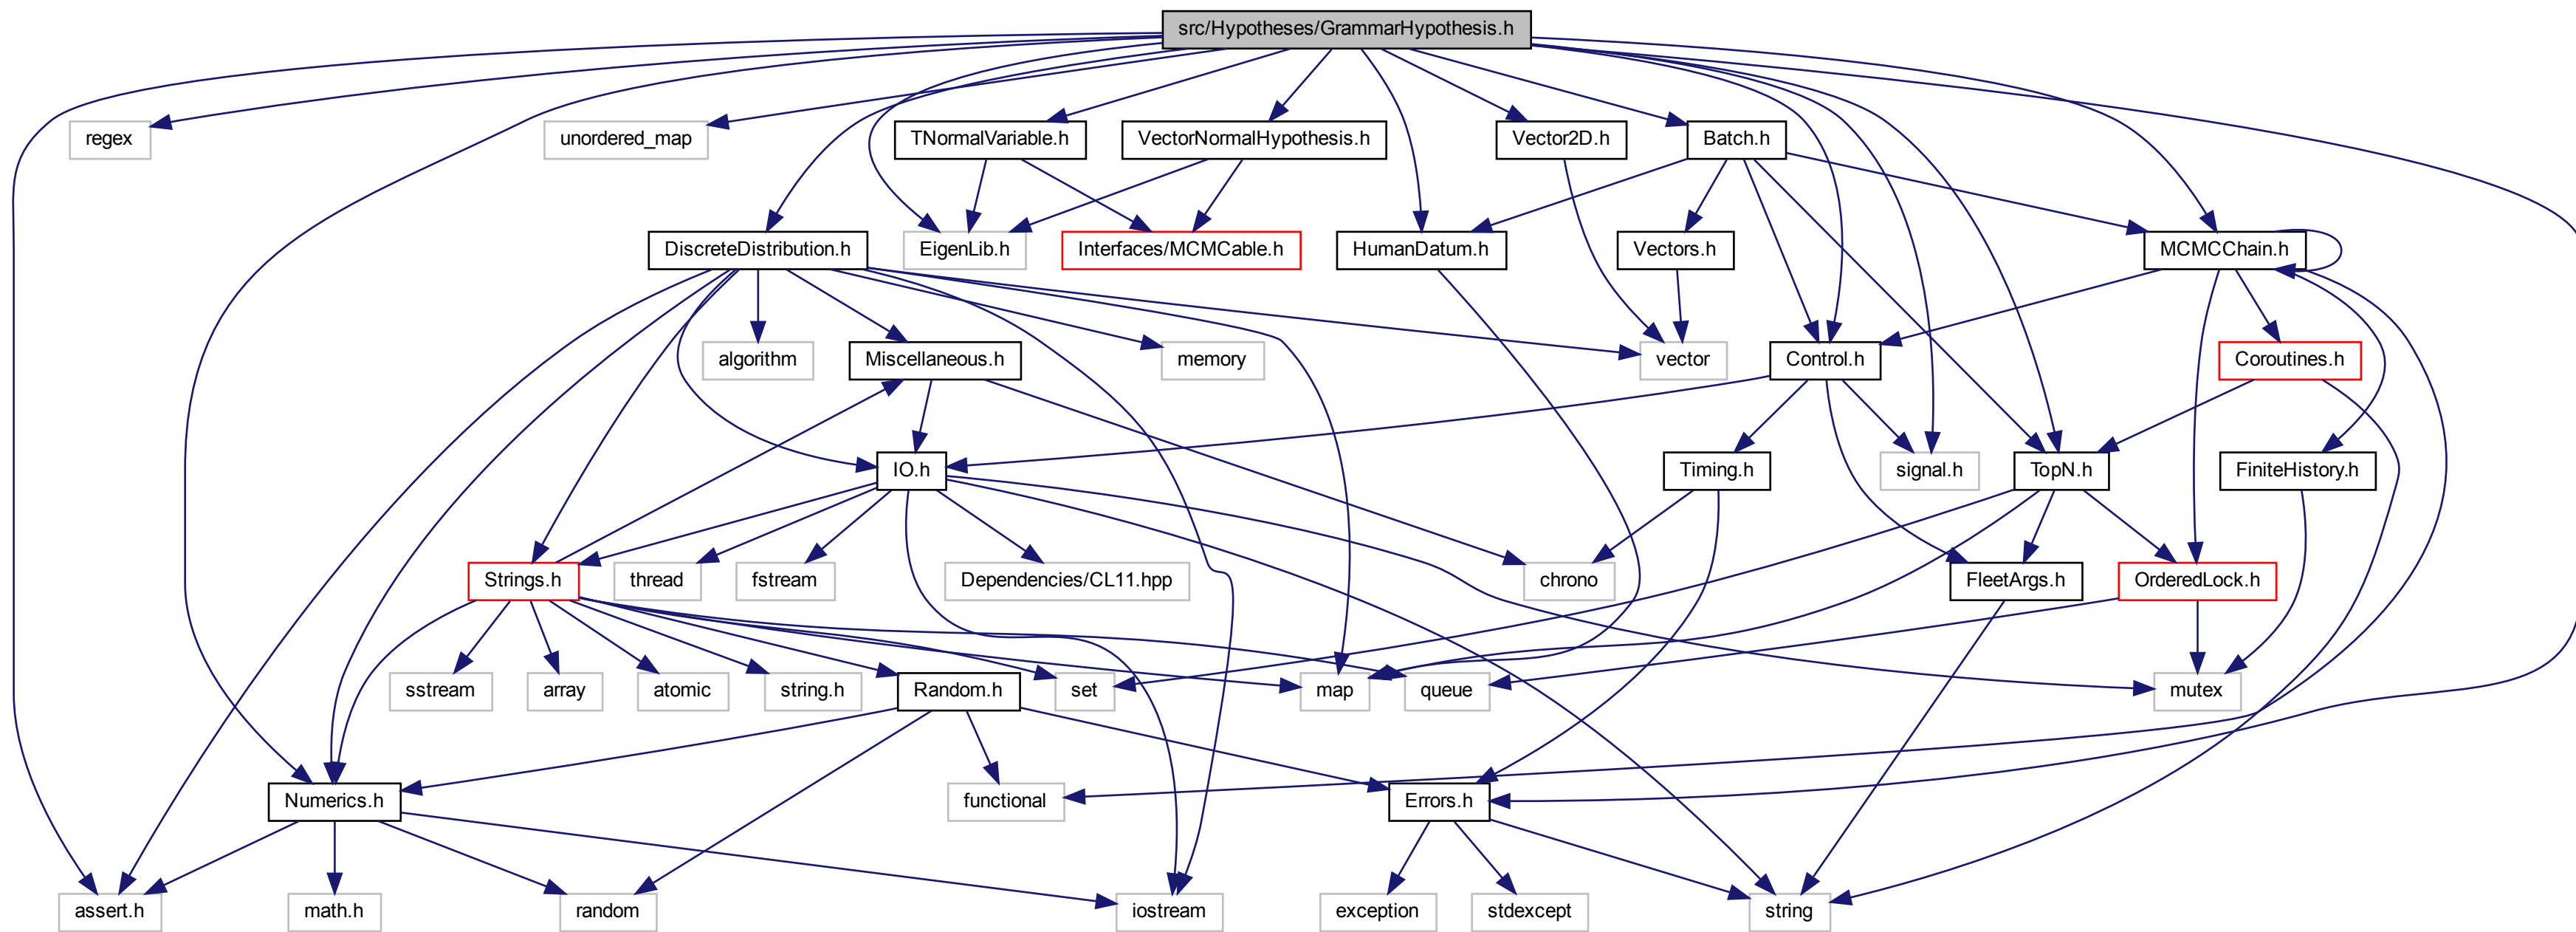 src/Hypotheses/GrammarHypothesis.h
regex
unordered_map
TNormalVariable.h
VectorNormalHypothesis.h
Vector2D.h
Batch.h
DiscreteDistribution.h
EigenLib.h
Interfaces/MCMCable.h
HumanDatum.h
Vectors.h
MCMCChain.h
algorithm
Miscellaneous.h
memory
vector
Control.h
Coroutines.h
IO.h
Timing.h
signal.h
TopN.h
FiniteHistory.h
Strings.h
thread
fstream
Dependencies/CL11.hpp
chrono
FleetArgs.h
OrderedLock.h
sstream
array
atomic
string.h
Random.h
set
map
queue
mutex
Numerics.h
functional
Errors.h
assert.h
math.h
random
iostream
exception
stdexcept
string